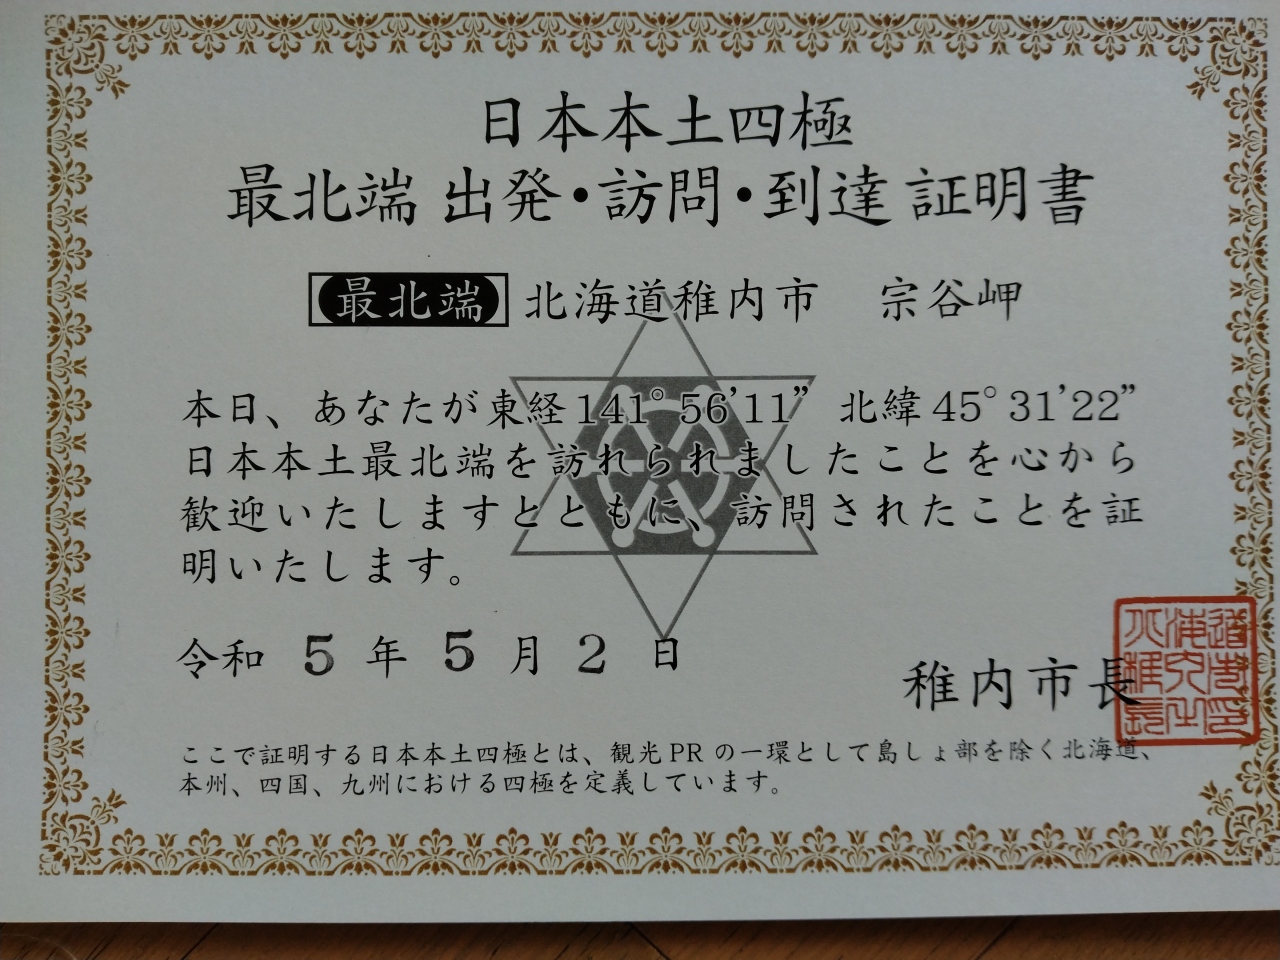 日本本土四極
最北端 出発・訪問・到達 証明書
最北端 北海道稚内市　宗谷岬
本日、あなたが東経141°56’11” 北緯45°31’22”
日本本土最北端を訪れられましたことを心から
歓迎いたしますとともに、訪問されたことを証
明いたします。
令和 5 年 5 月 2 日
稚内市長
ここで証明する日本本土四極とは、観光PRの一環として島しょ部を除く北海道、
本州、四国、九州における四極を定義しています。